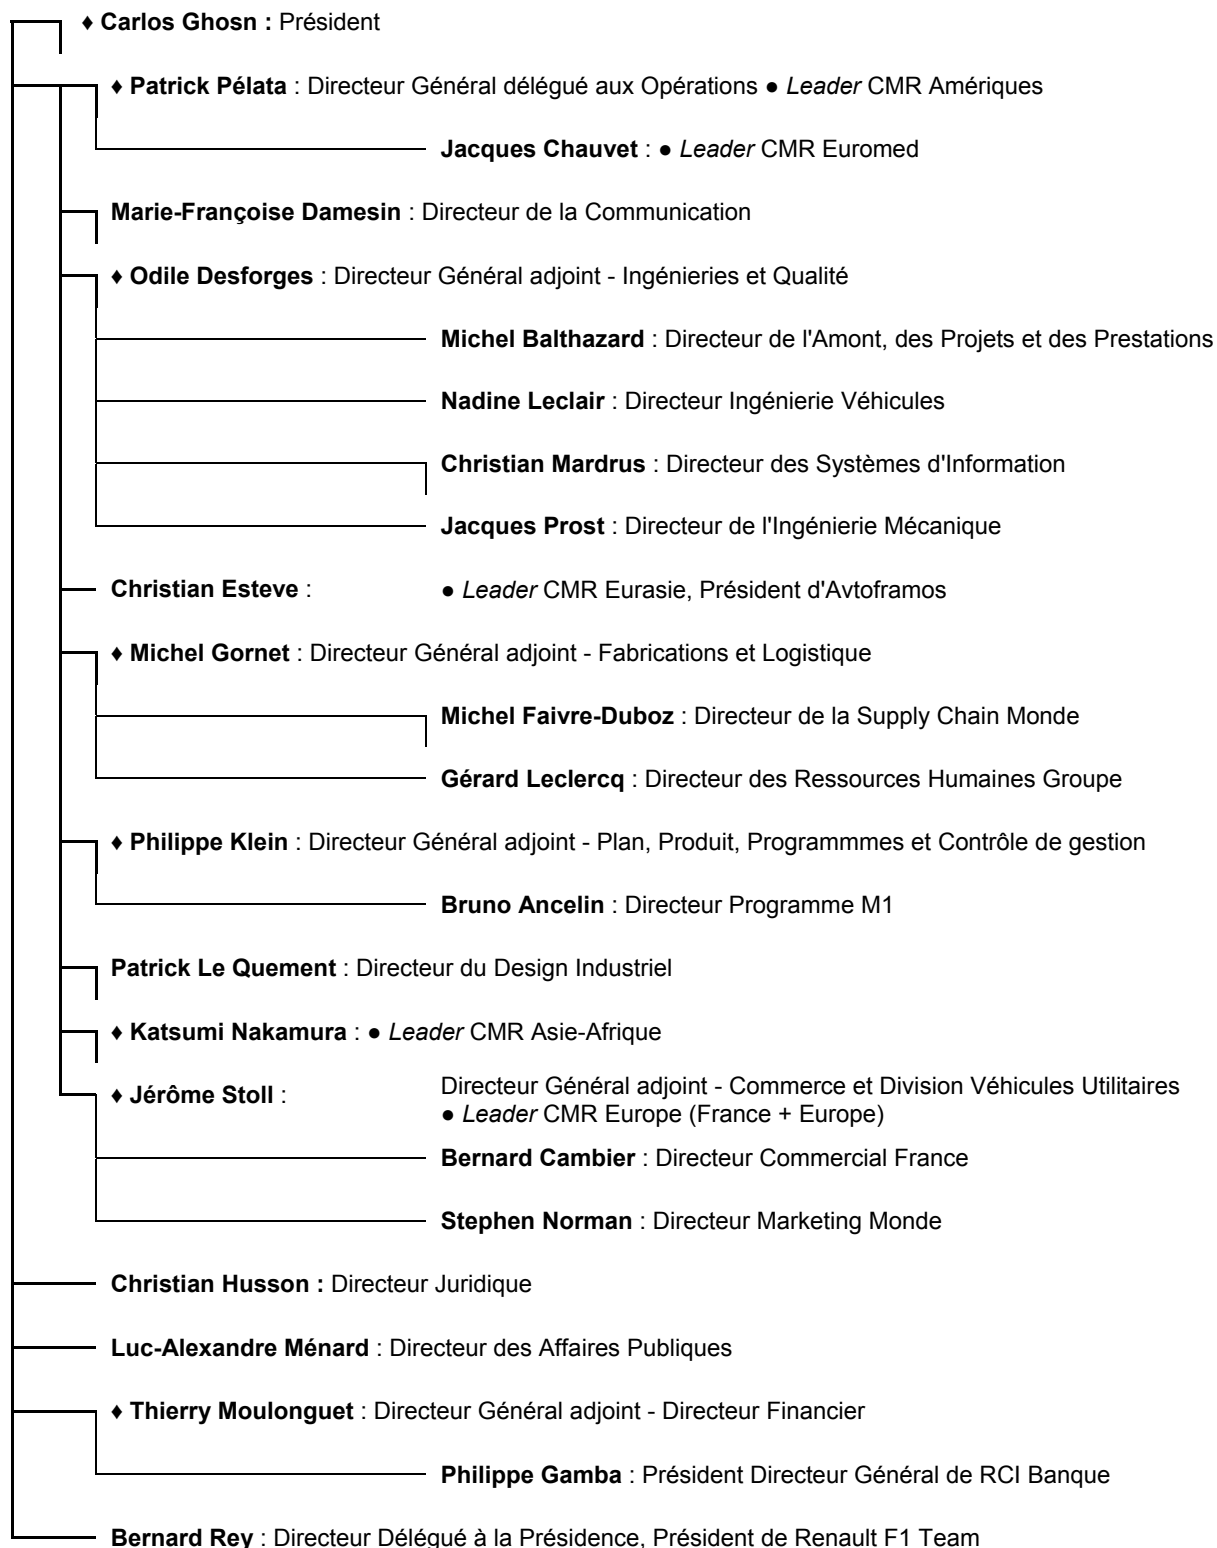 ♦ Carlos Ghosn : Président
♦ Patrick Pélata : Directeur Général délégué aux Opérations ● Leader CMR Amériques
Jacques Chauvet : ● Leader CMR Euromed
Marie-Françoise Damesin : Directeur de la Communication
♦ Odile Desforges : Directeur Général adjoint - Ingénieries et Qualité
Michel Balthazard : Directeur de l'Amont, des Projets et des Prestations
Nadine Leclair : Directeur Ingénierie Véhicules
Christian Mardrus : Directeur des Systèmes d'Information
Jacques Prost : Directeur de l'Ingénierie Mécanique
Christian Esteve : ● Leader CMR Eurasie, Président d'Avtoframos
♦ Michel Gornet : Directeur Général adjoint - Fabrications et Logistique
Michel Faivre-Duboz : Directeur de la Supply Chain Monde
Gérard Leclercq : Directeur des Ressources Humaines Groupe
♦ Philippe Klein : Directeur Général adjoint - Plan, Produit, Programmmes et Contrôle de gestion
Bruno Ancelin : Directeur Programme M1
Patrick Le Quement : Directeur du Design Industriel
♦ Katsumi Nakamura : ● Leader CMR Asie-Afrique
♦ Jérôme Stoll : Directeur Général adjoint - Commerce et Division Véhicules Utilitaires
● Leader CMR Europe (France + Europe)
Bernard Cambier : Directeur Commercial France
Stephen Norman : Directeur Marketing Monde
Christian Husson : Directeur Juridique
Luc-Alexandre Ménard : Directeur des Affaires Publiques
♦ Thierry Moulonguet : Directeur Général adjoint - Directeur Financier
Philippe Gamba : Président Directeur Général de RCI Banque
Bernard Rey : Directeur Délégué à la Présidence, Président de Renault F1 Team